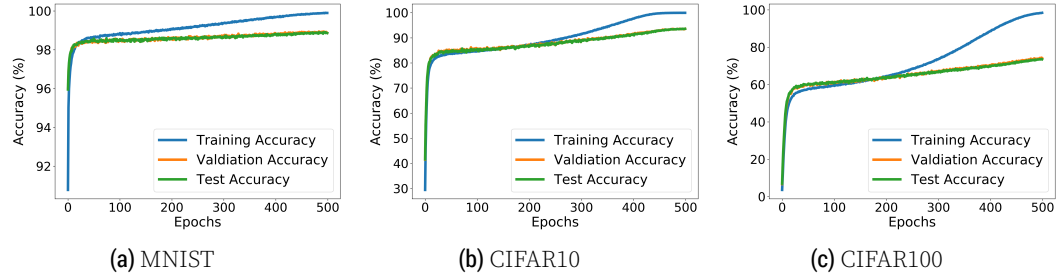 100
98
96
94
92
Accuracy (%)
0 100 200 300 400 500
Epochs
Training Accuracy
Valdiation Accuracy
Test Accuracy
(a) MNIST
100
90
80
70
60
50
40
30
Accuracy (%)
0 100 200 300 400 500
Epochs
Training Accuracy
Valdiation Accuracy
Test Accuracy
(b) CIFAR10
100
80
60
40
20
0
Accuracy (%)
0 100 200 300 400 500
Epochs
Training Accuracy
Valdiation Accuracy
Test Accuracy
(c) CIFAR100